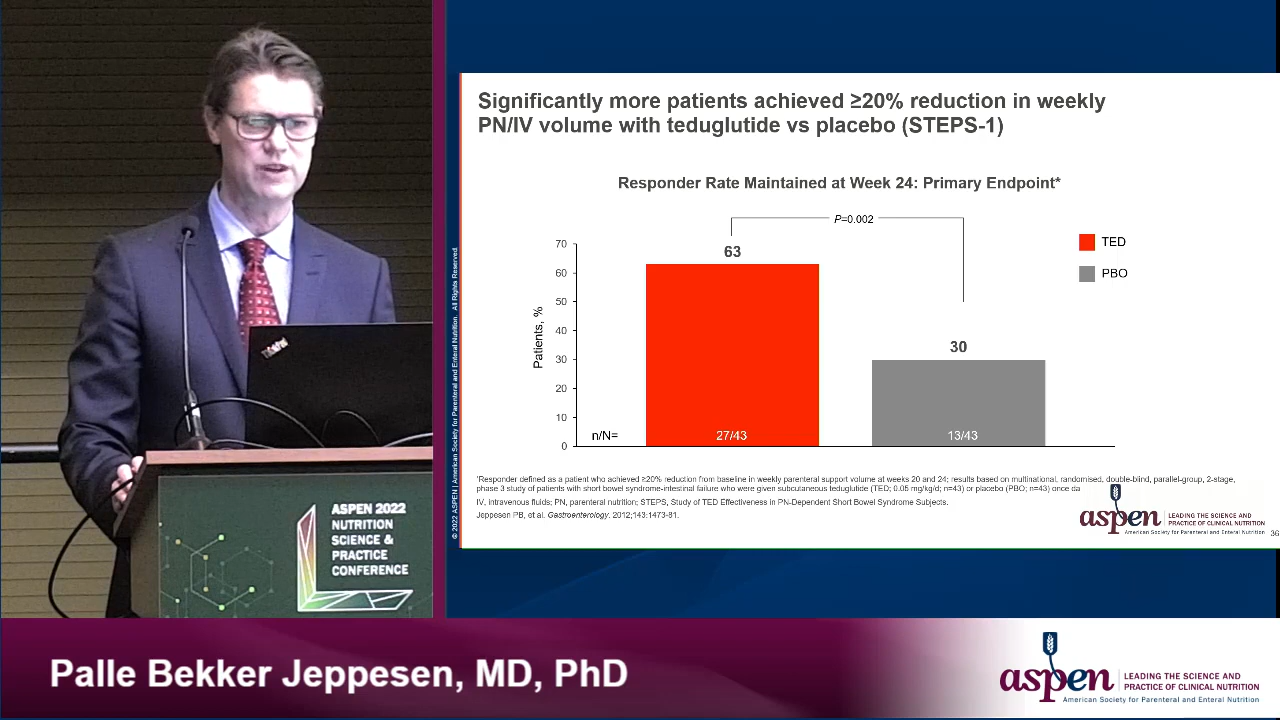 Significantly more patients achieved ≥20% reduction in weekly
PN/IV volume with teduglutide vs placebo (STEPS-1)
Responder Rate Maintained at Week 24: Primary Endpoint*
P=0.002
TED
PBO
Patients, %
70
60
50
40
30
20
10
0
63
30
n/N=
27/43
13/43
*Responder defined as a patient who achieved ≥20% reduction from baseline in weekly parenteral support volume at weeks 20 and 24; results based on multinational, randomised, double-blind, parallel-group, 2-stage,
phase 3 study of patients with short bowel syndrome-intestinal failure who were given subcutaneous teduglutide (TED; 0.05 mg/kg/d; n=43) or placebo (PBO; n=43) once da
IV, intravenous fluids; PN, parenteral nutrition; STEPS, Study of TED Effectiveness in PN-Dependent Short Bowel Syndrome Subjects.
Jeppesen PB, et al. Gastroenterology. 2012;143:1473-81.
aspen
LEADING THE SCIENCE AND
PRACTICE OF CLINICAL NUTRITION
American Society for Parenteral and Enteral Nutrition
36
© 2022 ASPEN | American Society for Parenteral and Enteral Nutrition. All Rights Reserved.
ASPEN 2022
NUTRITION
SCIENCE &
PRACTICE
CONFERENCE
Palle Bekker Jeppesen, MD, PhD
aspen
LEADING THE SCIENCE AND
PRACTICE OF CLINICAL NUTRITION
American Society for Parenteral and Enteral Nutrition